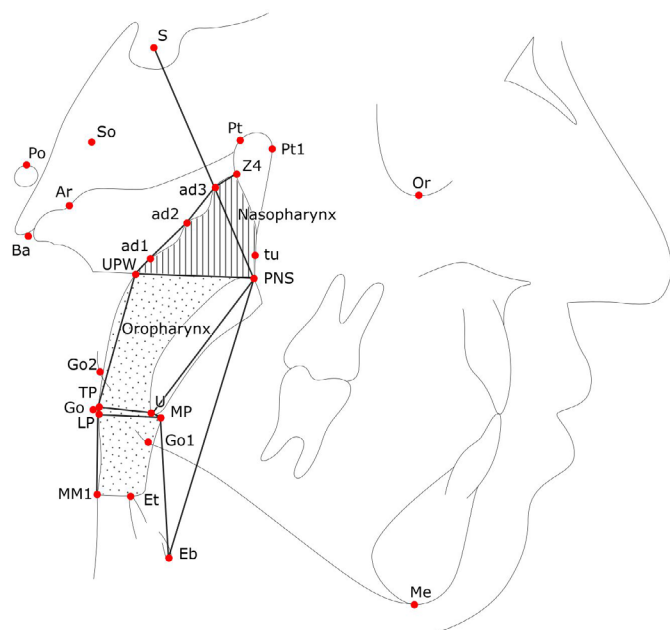 S
Pt
Pt1
So
Po
Z4
Or
ad3
Ar
ad2
Nasopharynx
Ba
ad1
tu
UPW
PNS
Oropharynx
Go2
TP
U
Go
MP
LP
Go1
MM1
Et
Eb
Me